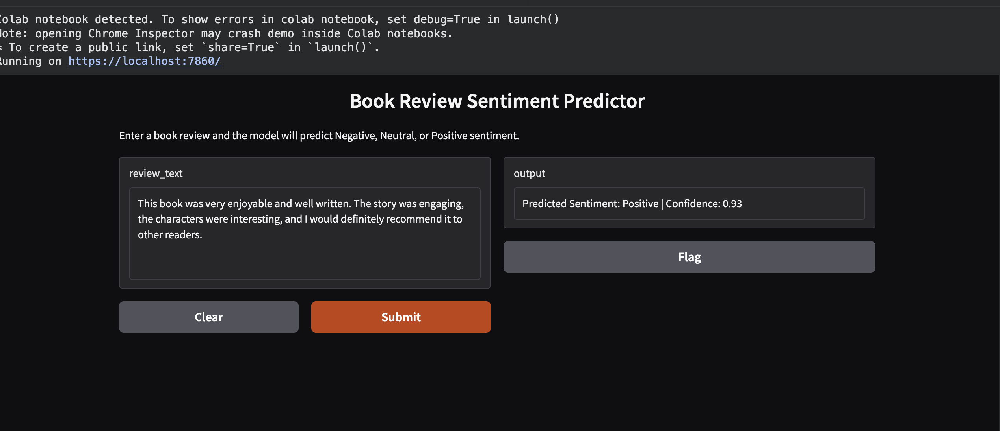 Colab notebook detected. To show errors in colab notebook, set debug=True in launch()
Note: opening Chrome Inspector may crash demo inside Colab notebooks.
* To create a public link, set `share=True` in `launch()`.
Running on https://localhost:7860/
Book Review Sentiment Predictor
Enter a book review and the model will predict Negative, Neutral, or Positive sentiment.
review_text
This book was very enjoyable and well written. The story was engaging,
the characters were interesting, and I would definitely recommend it to
other readers.
Clear
Submit
output
Predicted Sentiment: Positive | Confidence: 0.93
Flag